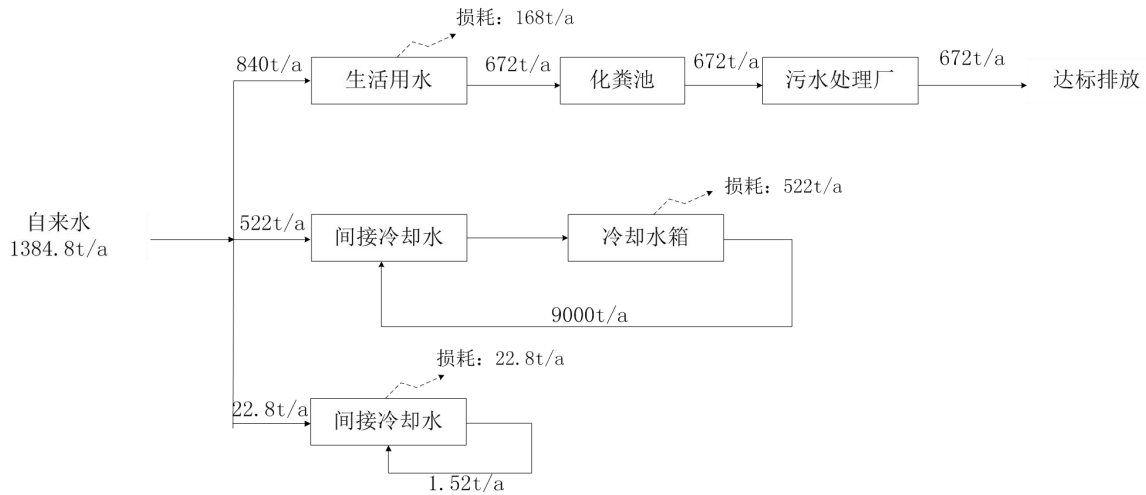 损耗：168t/a
840t/a
生活用水
672t/a
化粪池
672t/a
污水处理厂
672t/a
达标排放
自来水
1384.8t/a
522t/a
间接冷却水
冷却水箱
损耗：522t/a
9000t/a
损耗：22.8t/a
22.8t/a
间接冷却水
1.52t/a